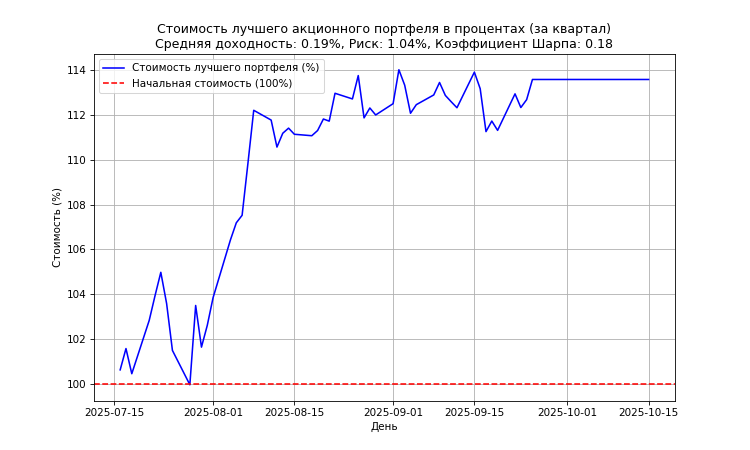 Стоимость лучшего акционного портфеля в процентах (за квартал)
Средняя доходность: 0.19%, Риск: 1.04%, Коэффициент Шарпа: 0.18
Стоимость лучшего портфеля (%)
Начальная стоимость (100%)
Стоимость (%)
114
112
110
108
106
104
102
100
2025-07-15
2025-08-01
2025-08-15
2025-09-01
2025-09-15
2025-10-01
2025-10-15
День